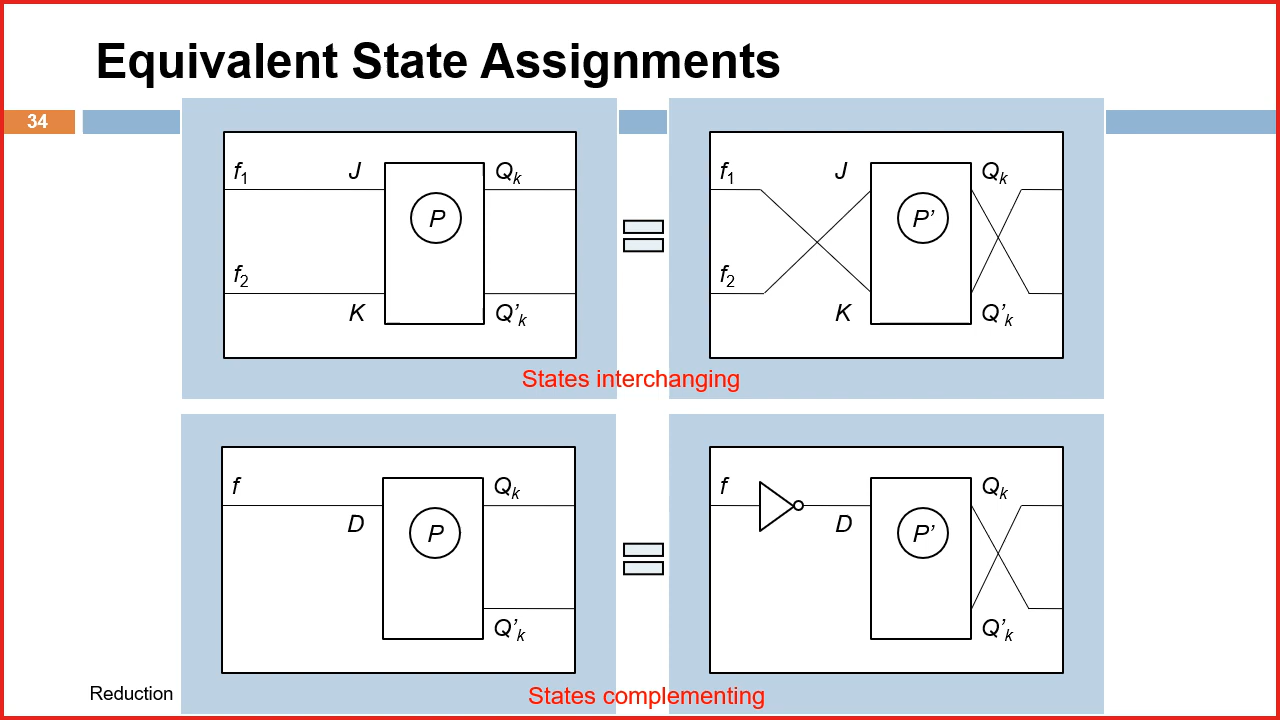 Equivalent State Assignments
34
f1 J Qk
P
f2
K Q’k
f1 J Qk
P’
f2
K Q’k
States interchanging
f Qk
D P
Q’k
f Qk
D P’
Q’k
Reduction
States complementing